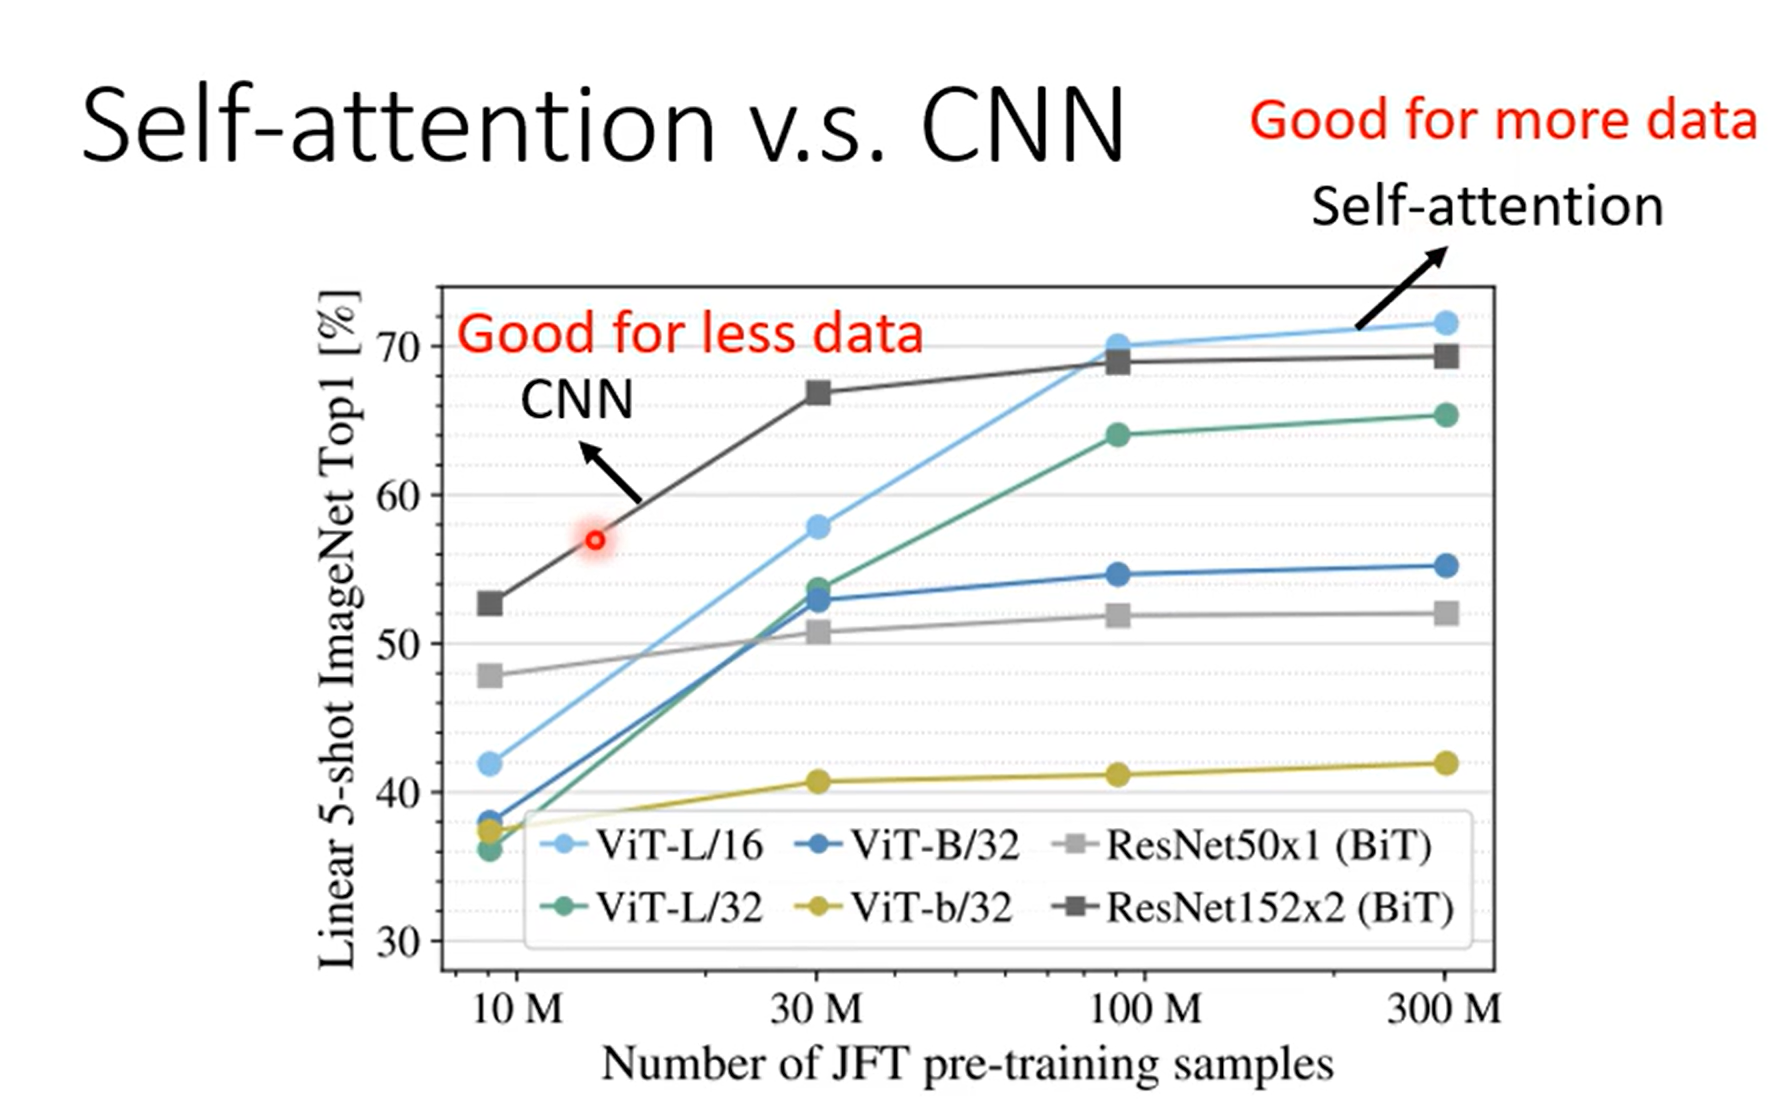 Self-attention v.s. CNN
Good for more data
Self-attention
Good for less data
CNN
Linear 5-shot ImageNet Top1 [%]
70
60
50
40
30
ViT-L/16 ViT-B/32 ResNet50x1 (BiT)
ViT-L/32 ViT-b/32 ResNet152x2 (BiT)
10 M 30 M 100 M 300 M
Number of JFT pre-training samples